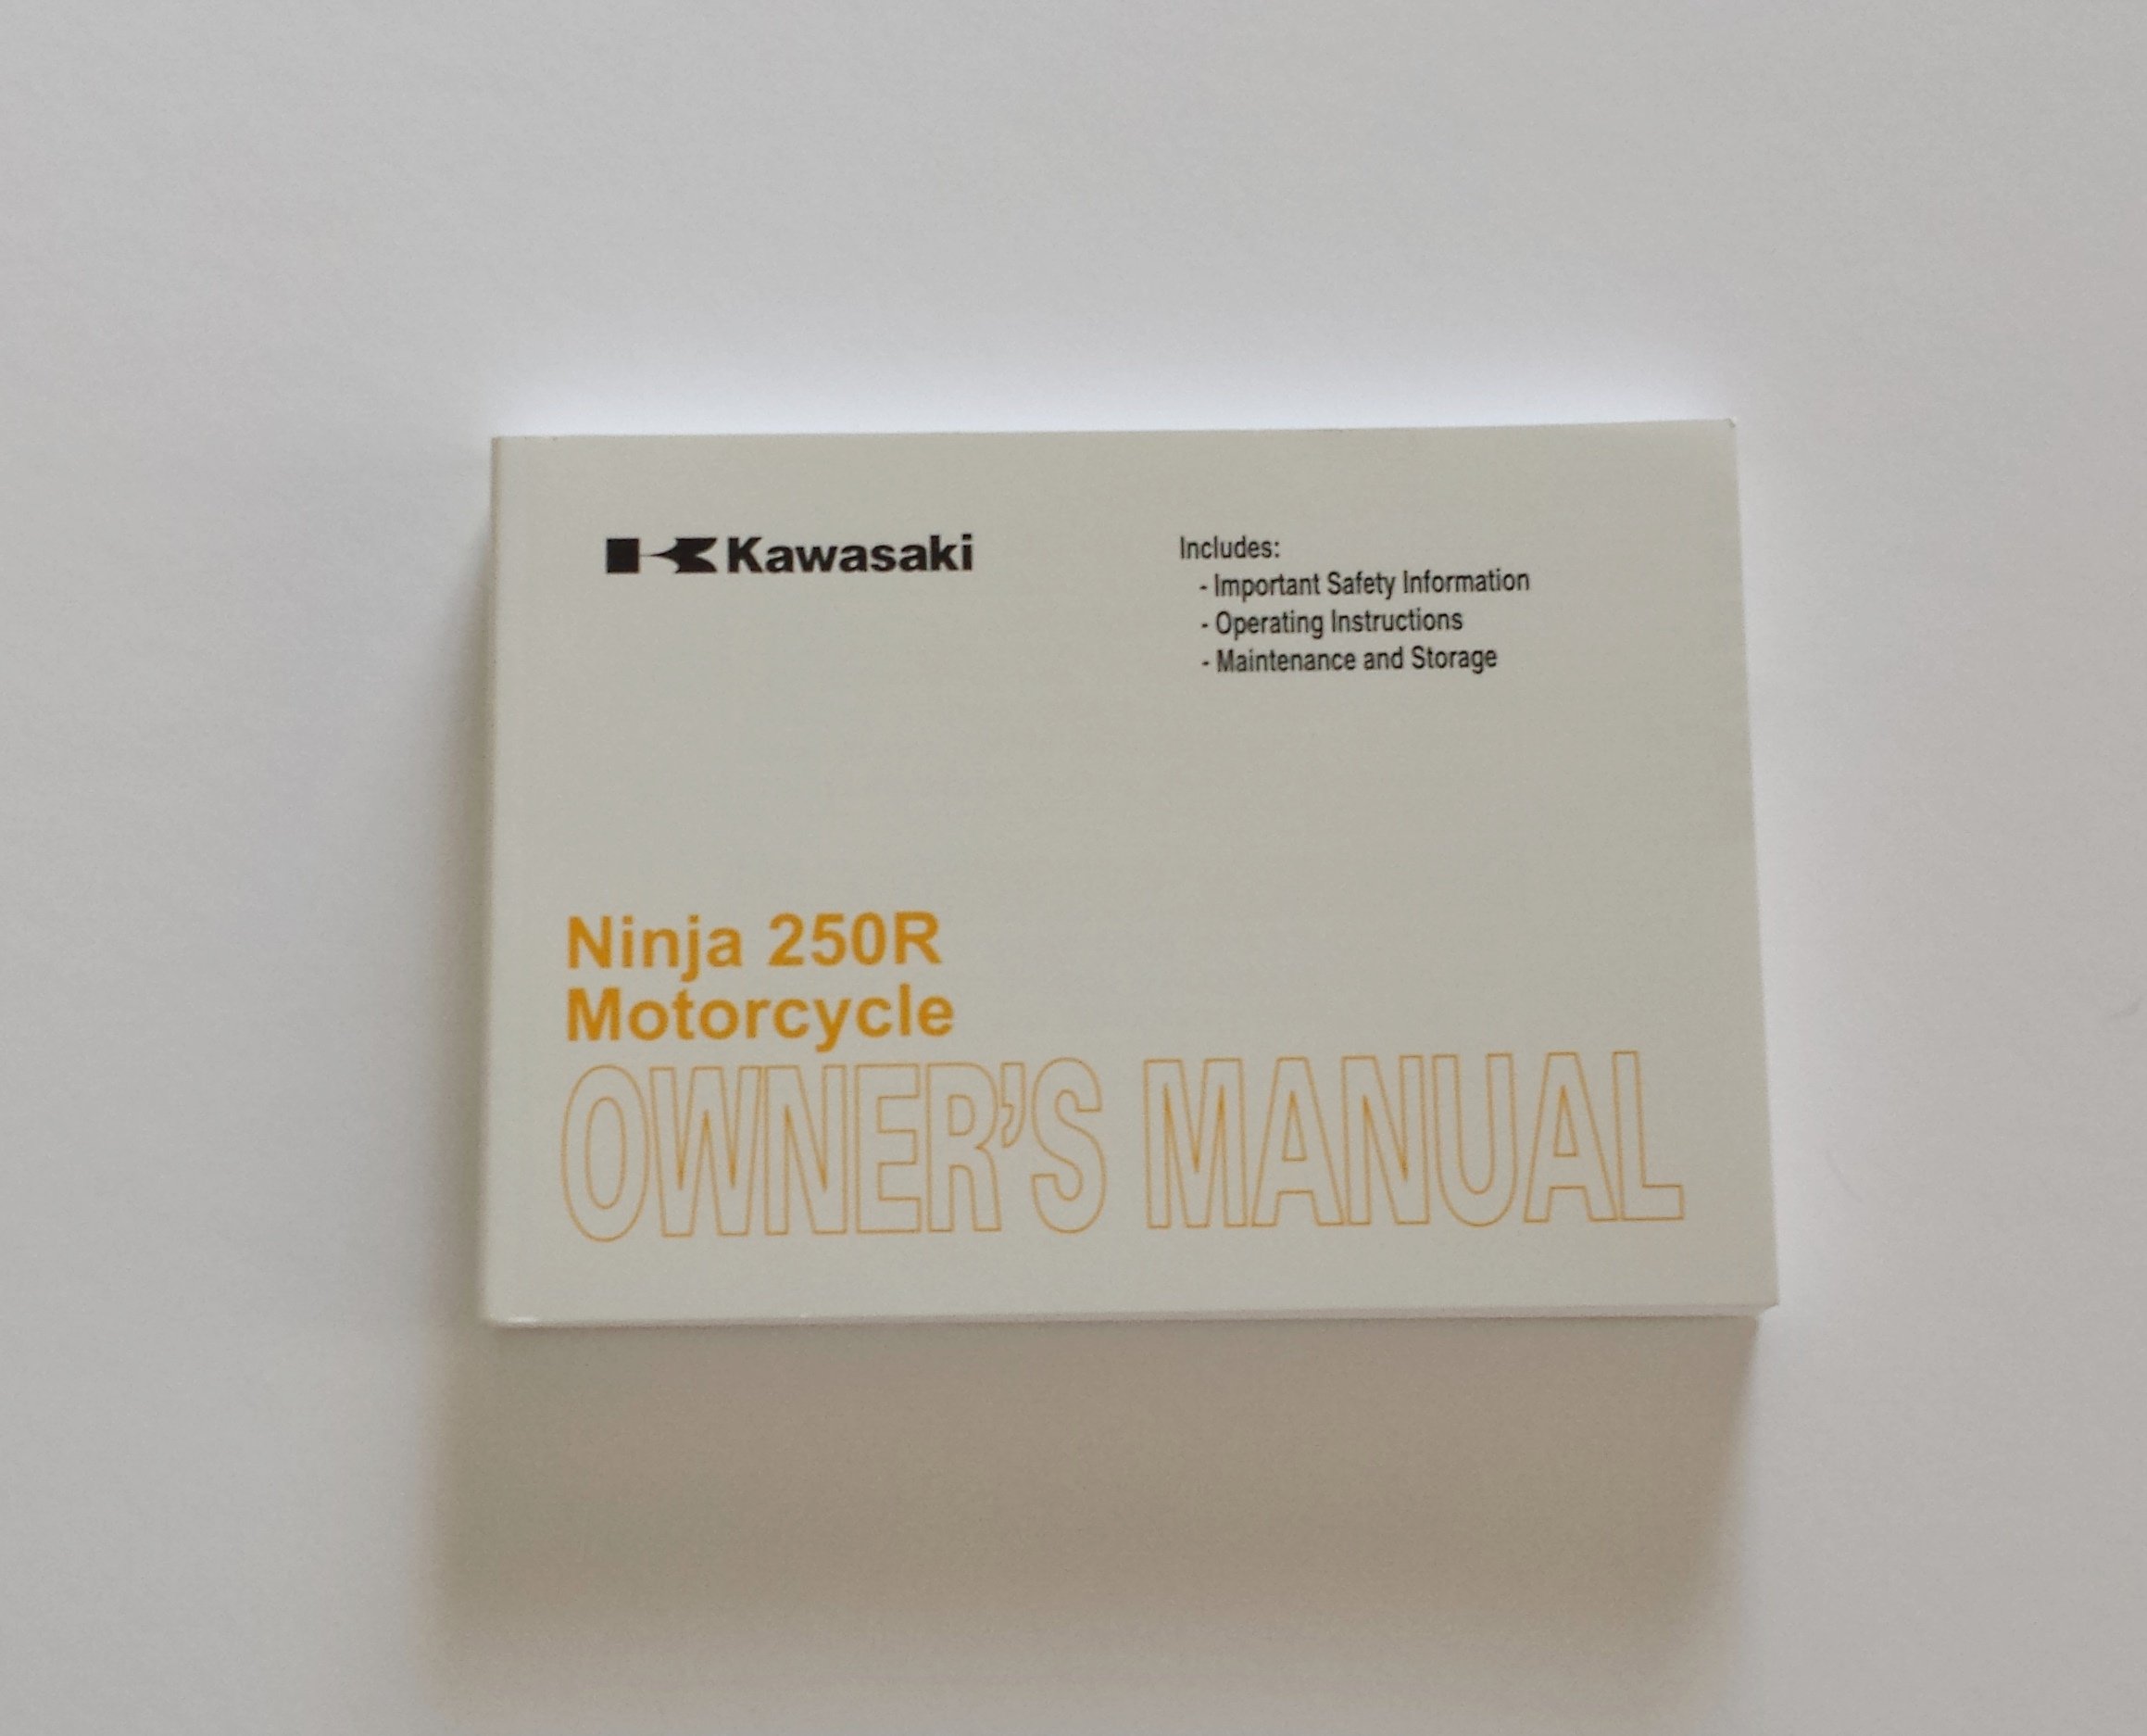 Kawasaki
Includes:
- Important Safety Information
- Operating Instructions
- Maintenance and Storage
Ninja 250R
Motorcycle
OWNER'S MANUAL